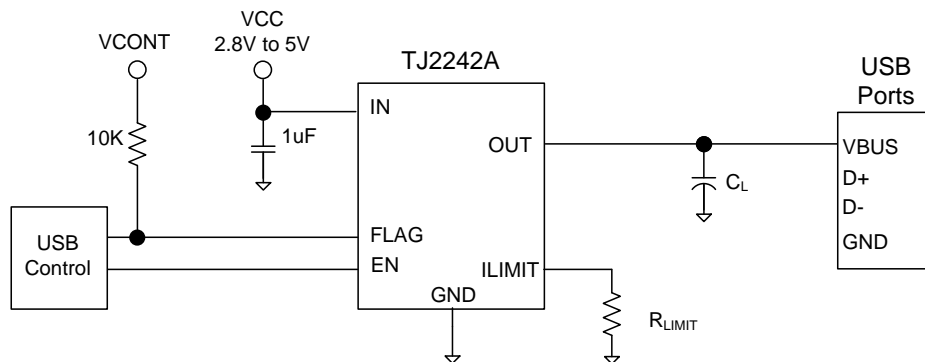 VCC
2.8V to 5V
VCONT
TJ2242A
USB
Ports
IN
10K
1uF
OUT
VBUS
CL
D+
D-
USB
Control
FLAG
GND
EN
ILIMIT
GND
RLIMIT